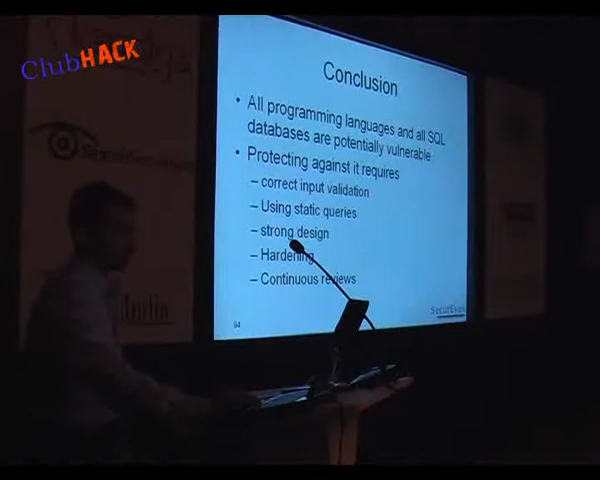 ClubHACK
Conclusion
• All programming languages and all SQL
databases are potentially vulnerable
• Protecting against it requires
– correct input validation
– Using static queries
– strong design
– Hardening
– Continuous reviews
94
SecurEyes
India